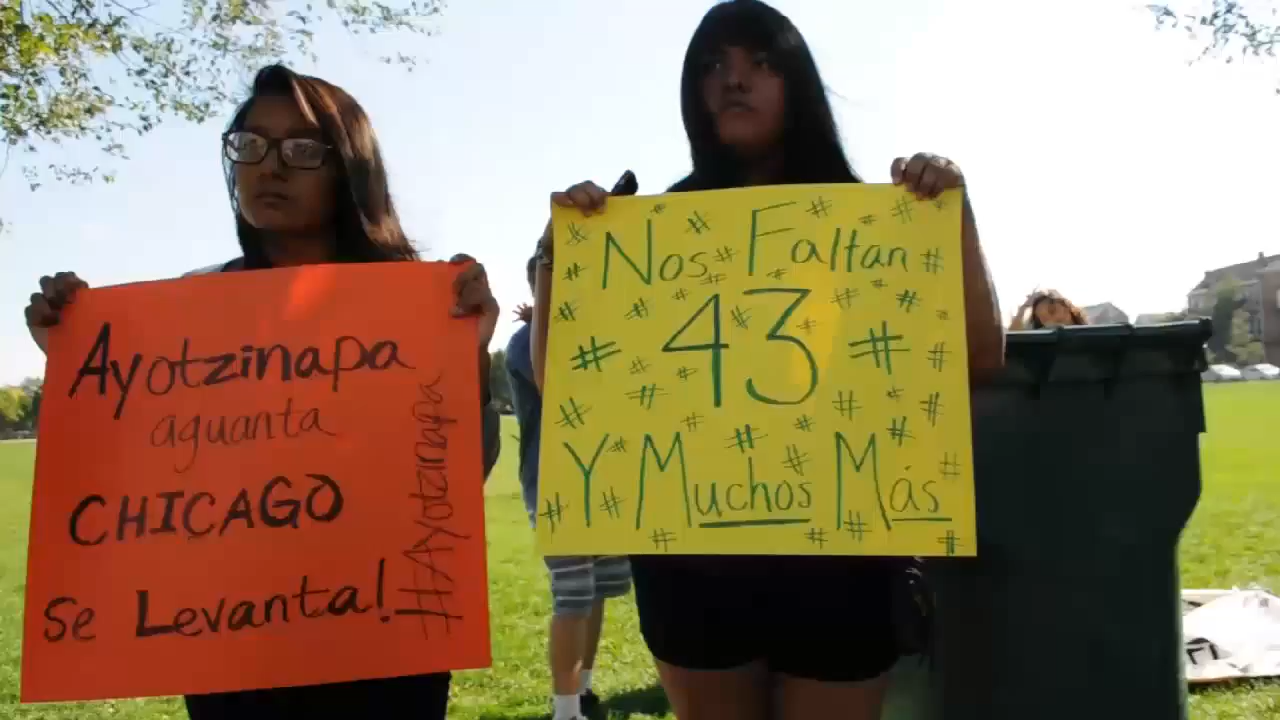 Ayotzinapa
aguanta
CHICAGO
Se Levanta!
#Ayotzinapa
Nos Faltan
43
Y Muchos Más